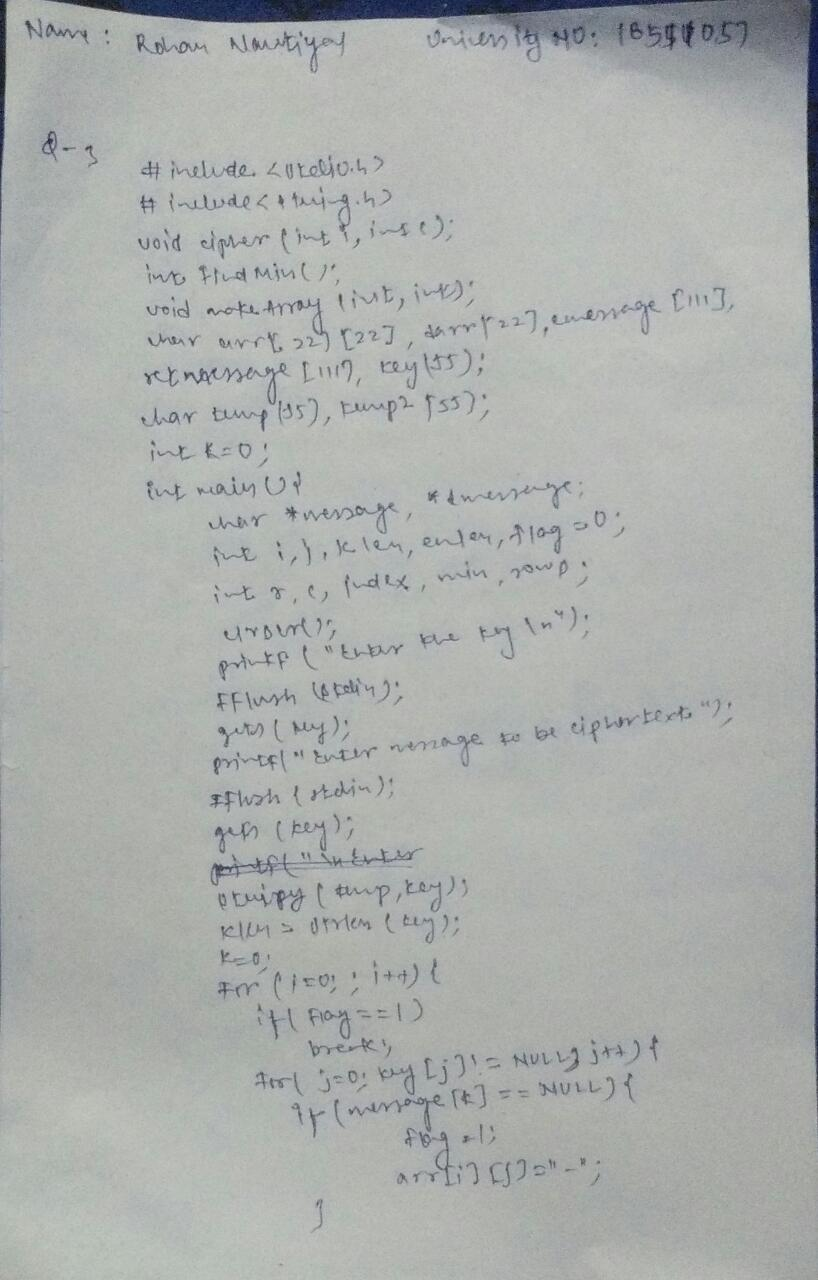 Name : Rohan Nautiyal University NO:
Q-3
# include <stdio.h>
# include<string.h>
void cipher (int i, int c);
int findMin();
void makeArray (int, int);
char arr[22][22], darr[22], emessage [111],
retmessage [111], key[55);
char temp[55), temp2 [55);
int k=0;
int main(){
char *message, *dmessage;
int i,j,klen, emlen, flag =0;
int r,c, index, min, rows;
clrscr();
printf ("Enter the key \n");
fflush (stdin);
gets (key);
printf("Enter message to be ciphertexts");
fflush (stdin);
gets (key);
printf("\n Enter
strcpy (temp,key);
klen = strlen (key);
k=0;
for (i=0; ; i++) {
if( flag ==1)
break;
for( j=0; key [j]!= NULL; j++) {
if (message [k] == NULL) {
flag =1;
arr[i][j]="-";
}